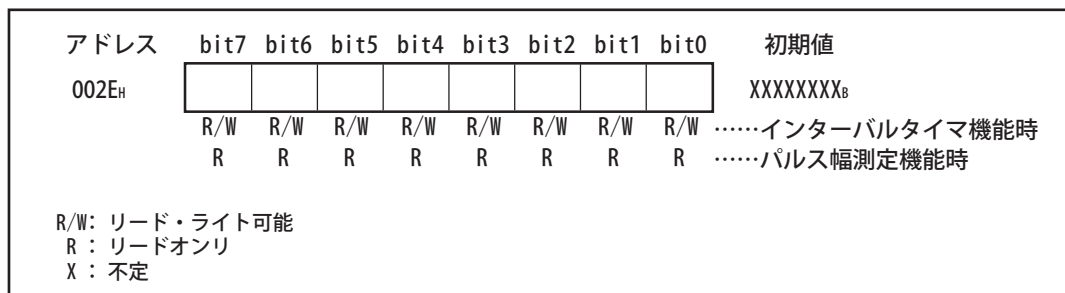 アドレス bit7 bit6 bit5 bit4 bit3 bit2 bit1 bit0 初期値
002EH XXXXXXXXB
R/W R/W R/W R/W R/W R/W R/W R/W ……インターバルタイマ機能時
R R R R R R R R ……パルス幅測定機能時
R/W: リード・ライト可能
R : リードオンリ
X : 不定